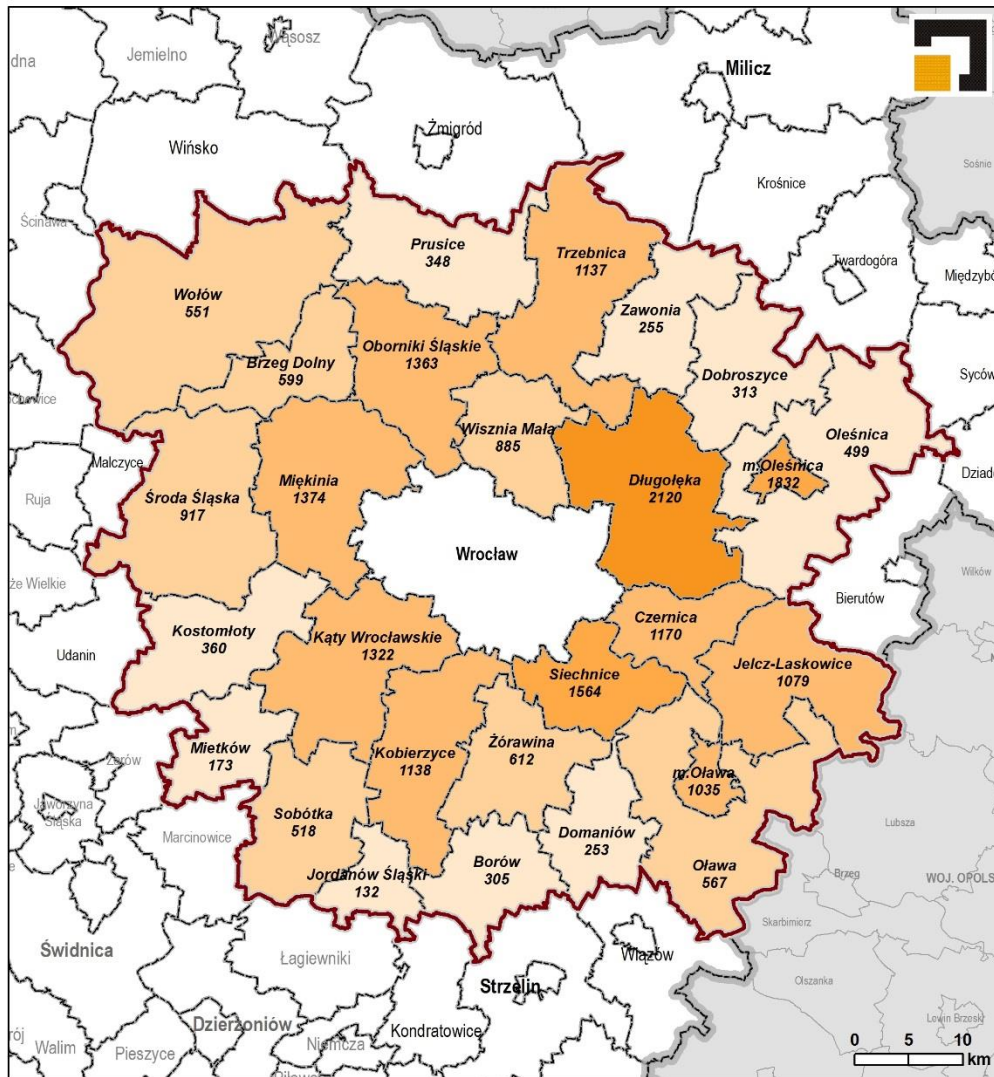 Wąsosz
Jemielno
Milicz
Żmigród
Wińsko
Krośnice
Sośnie
Ścinawa
Prusice
348
Trzebnica
1137
Twardogóra
Wołów
551
Zawonia
255
Oborniki Śląskie
1363
Brzeg Dolny
599
Dobroszyce
313
Syców
Wisznia Mała
885
Oleśnica
499
Malczyce
Miękinia
1374
Długołęka
2120
m.Oleśnica
1832
Środa Śląska
917
Ruja
Wrocław
Wilków
Bierutów
Kostomłoty
360
Kąty Wrocławskie
1322
Czernica
1170
Udanin
Siechnice
1564
Jelcz-Laskowice
1079
Mietków
173
Żarów
Kobierzyce
1138
Żórawina
612
m.Oława
1035
Jaworzyna
Śląska
Sobótka
518
Marcinowice
Domaniów
253
Lubsza
Jordanów Śląski
132
Borów
305
Oława
567
Brzeg
WOJ. OPOLS
Skarbimierz
Świdnica
Łagiewniki
Wiązów
Strzelin
Olszanka
Dzierżoniów
Kondratowice
Niemcza
Lewin Brzesk
Walim
Pieszyce
0 5 10
km